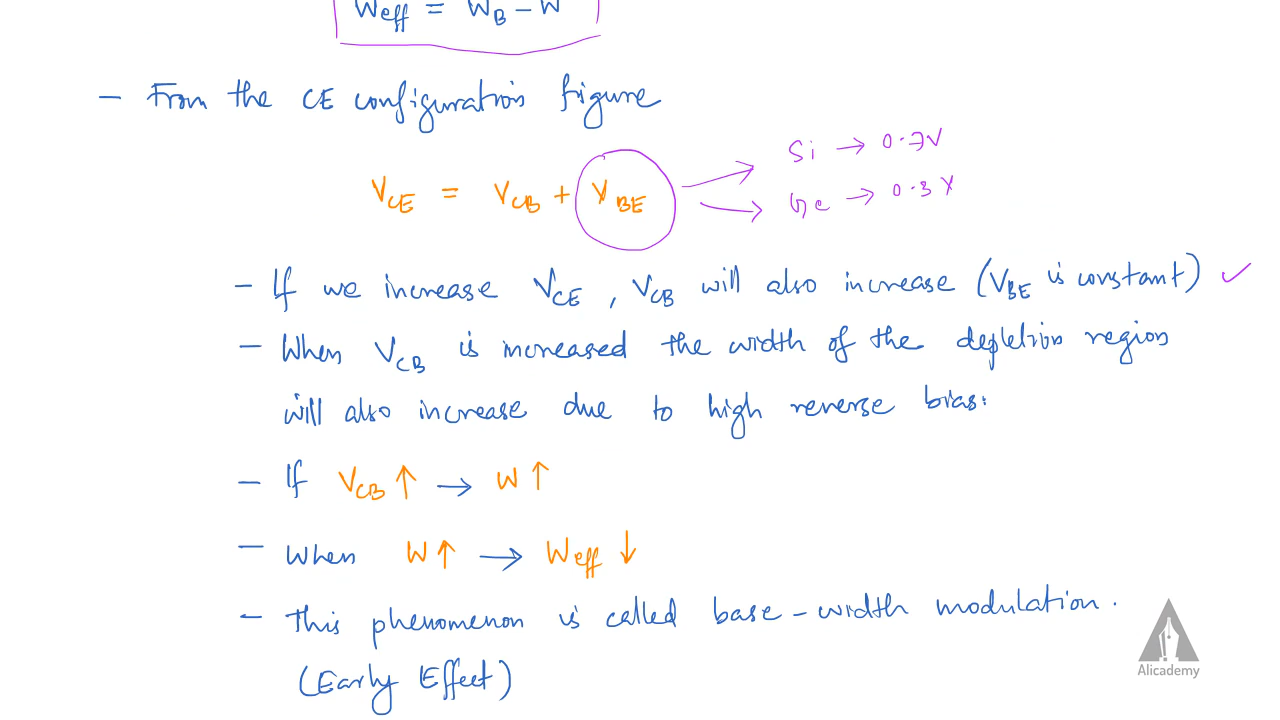 Weff = WB - W
- From the CE configuration figure
VCE = VCB + VBE
Si → 0.7V
Ge → 0.3V
- If we increase VCE, VCB will also increase (VBE is constant) ✓
- When VCB is increased the width of the depletion region
will also increase due to high reverse bias.
- If VCB ↑ → W ↑
- When W ↑ → Weff ↓
- This phenomenon is called base-width modulation.
(Early Effect)
Alicademy